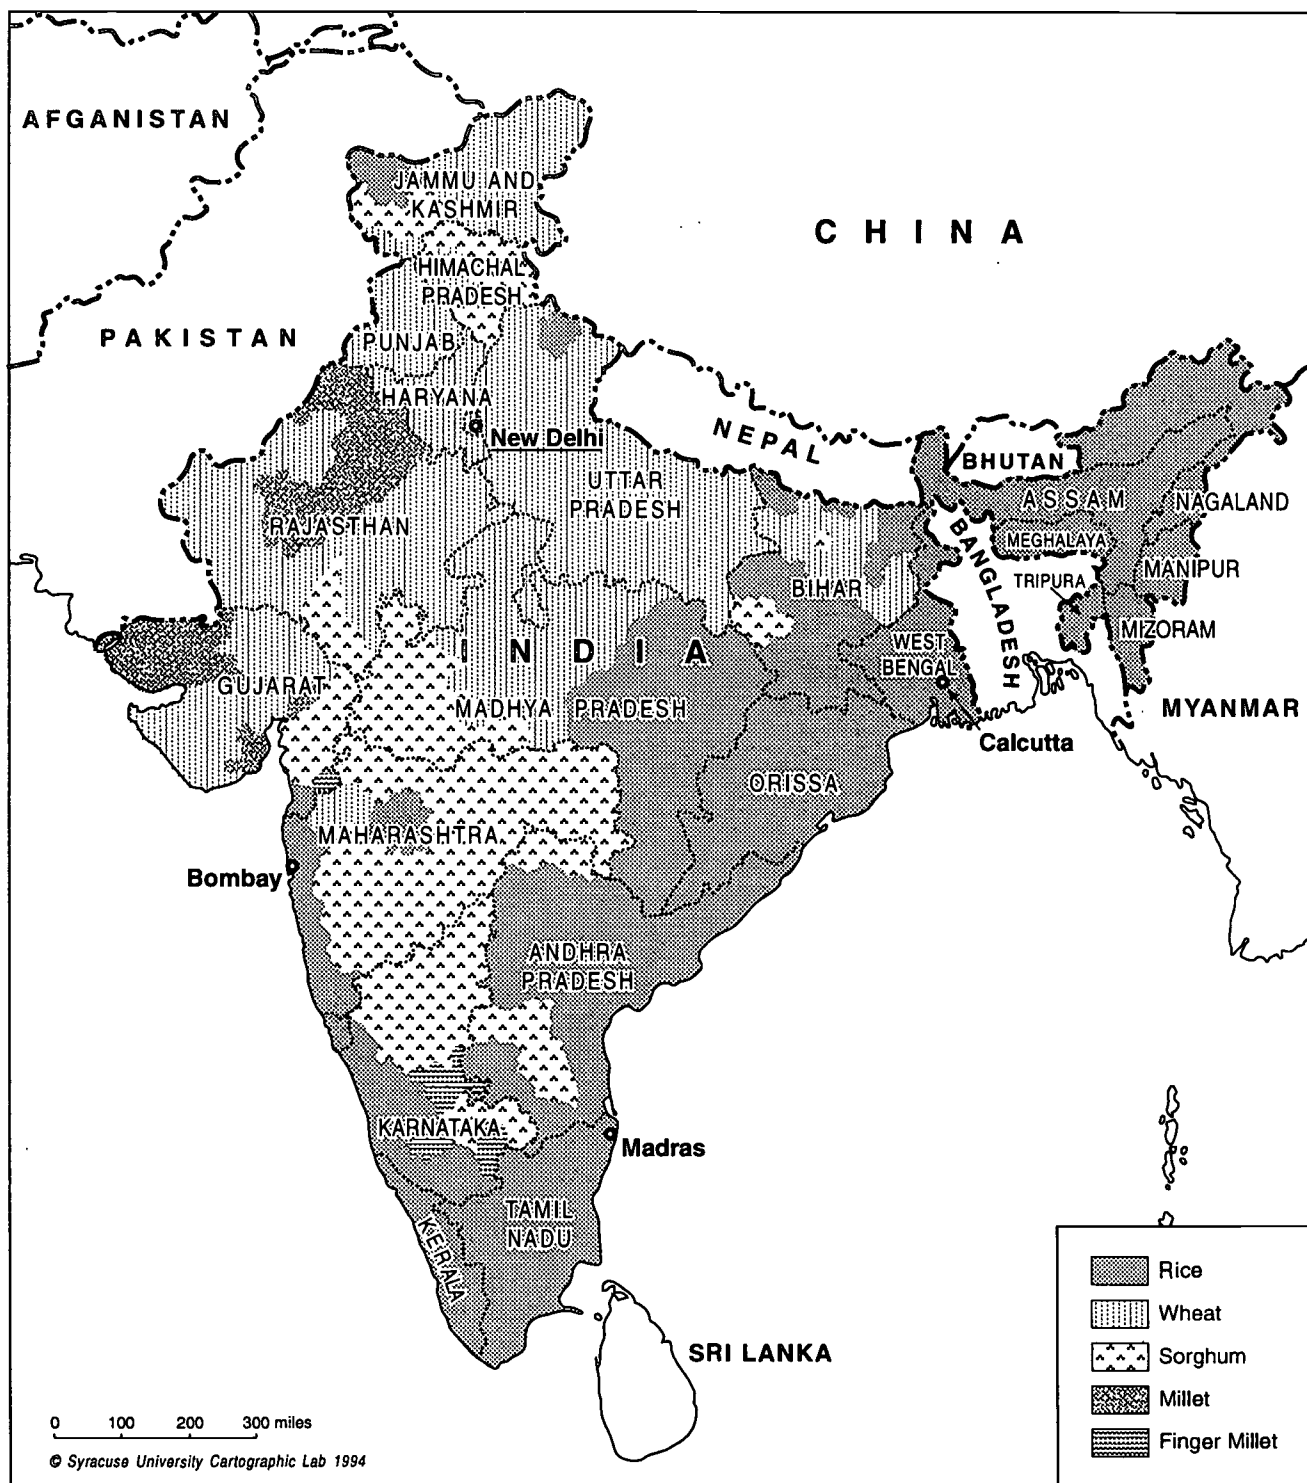 AFGANISTAN
JAMMU AND
KASHMIR
CHINA
HIMACHAL
PRADESH
PAKISTAN
PUNJAB
HARYANA
New Delhi
NEPAL
BHUTAN
UTTAR
PRADESH
ASSAM
NAGALAND
RAJASTHAN
MEGHALAYA
BANGLADESH
MANIPUR
TRIPURA
BIHAR
MIZORAM
WEST
BENGAL
INDIA
GUJARAT
MADHYA PRADESH
MYANMAR
Calcutta
ORISSA
MAHARASHTRA
Bombay
ANDHRA
PRADESH
KARNATAKA
Madras
TAMIL
NADU
KERALA
SRI LANKA
Rice
Wheat
Sorghum
Millet
Finger Millet
0 100 200 300 miles
© Syracuse University Cartographic Lab 1994